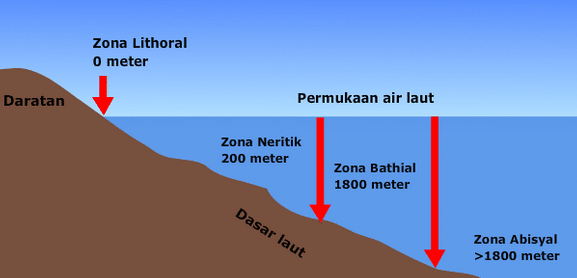 Zona Lithoral
0 meter
Daratan
Permukaan air laut
Zona Neritik
200 meter
Zona Bathial
1800 meter
Dasar laut
Zona Abisyal
>1800 meter